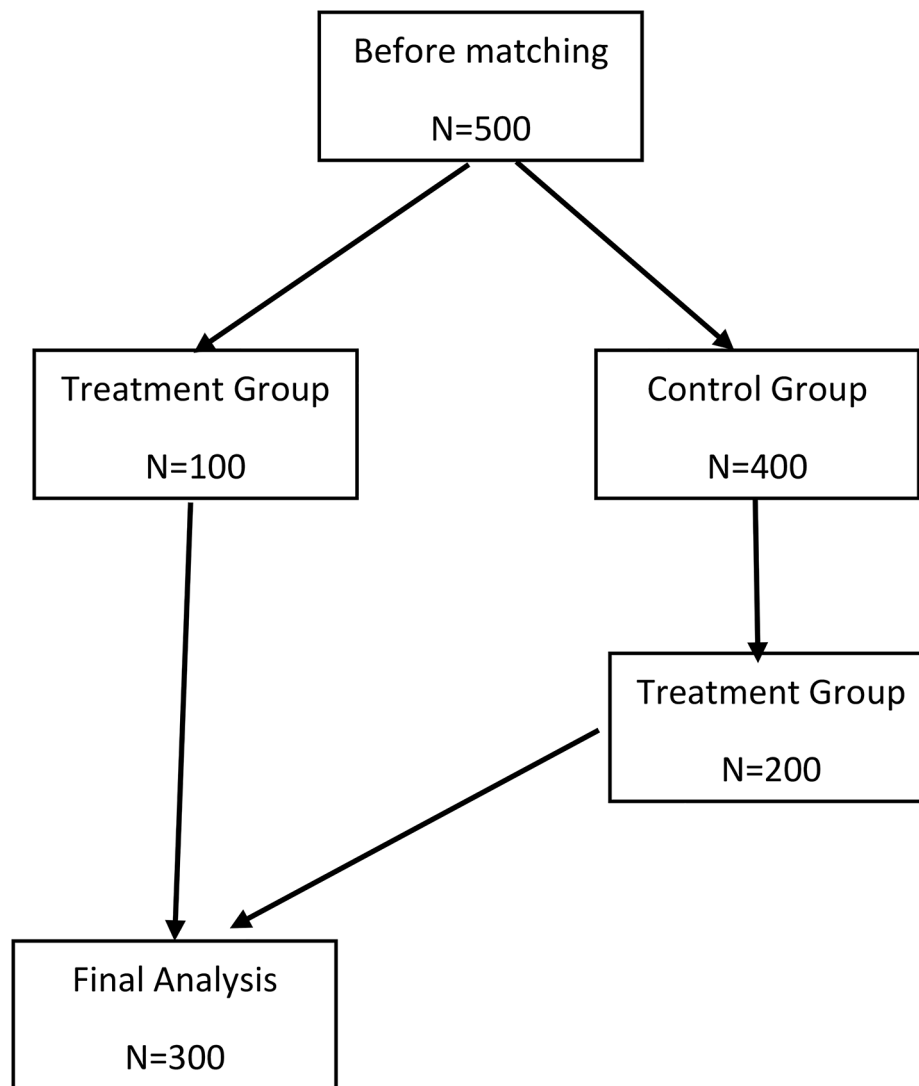 Before matching
N=500
Treatment Group
N=100
Control Group
N=400
Treatment Group
N=200
Final Analysis
N=300